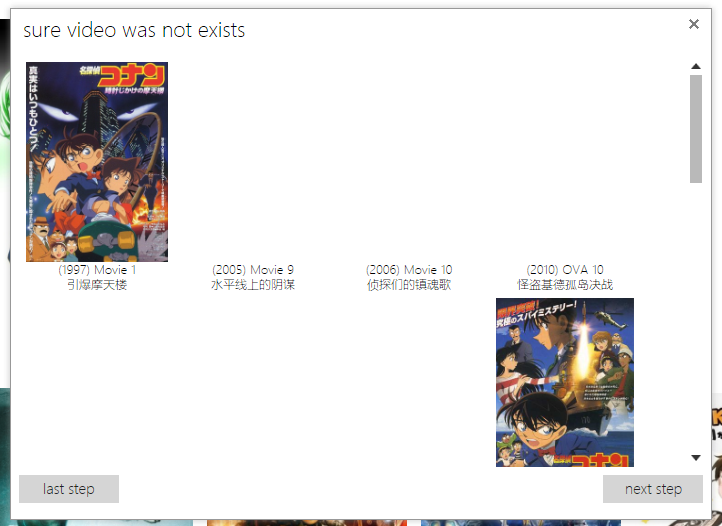 sure video was not exists
真実はいつもひとつ!
名探偵
コナン
時計じかけの摩天楼
(1997) Movie 1
引爆摩天楼
(2005) Movie 9
水平线上的阴谋
(2006) Movie 10
侦探们的镇魂歌
(2010) OVA 10
怪盗基德孤岛决战
究極のスパイミステリー!
コナン
last step
next step